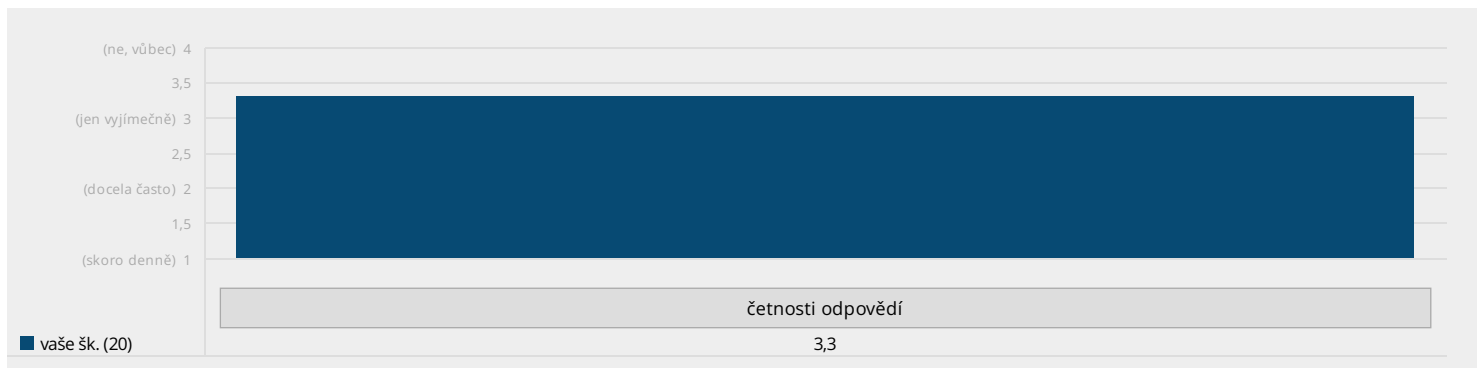 (ne, vůbec) 4
3,5
(jen vyjímečně) 3
2,5
(docela často) 2
1,5
(skoro denně) 1
četnosti odpovědí
vaše šk. (20) 3,3